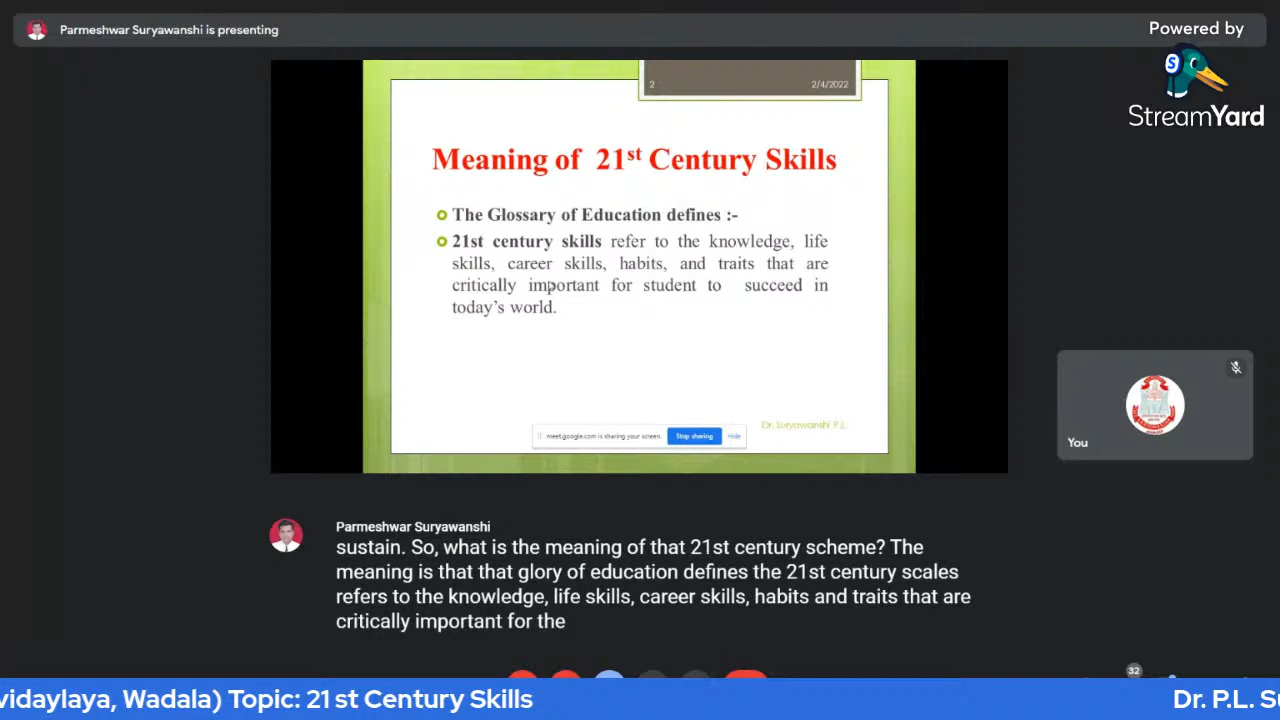 Parmeshwar Suryawanshi is presenting
Powered by
StreamYard
2 2/4/2022
Meaning of 21st Century Skills
The Glossary of Education defines :-
21st century skills refer to the knowledge, life
skills, career skills, habits, and traits that are
critically important for student to succeed in
today's world.
Dr. Suryawanshi P.L.
meet.google.com is sharing your screen. Stop sharing Hide
You
Parmeshwar Suryawanshi
sustain. So, what is the meaning of that 21st century scheme? The
meaning is that that glory of education defines the 21st century scales
refers to the knowledge, life skills, career skills, habits and traits that are
critically important for the
32
vidaylaya, Wadala) Topic: 21 st Century Skills
Dr. P.L. Su